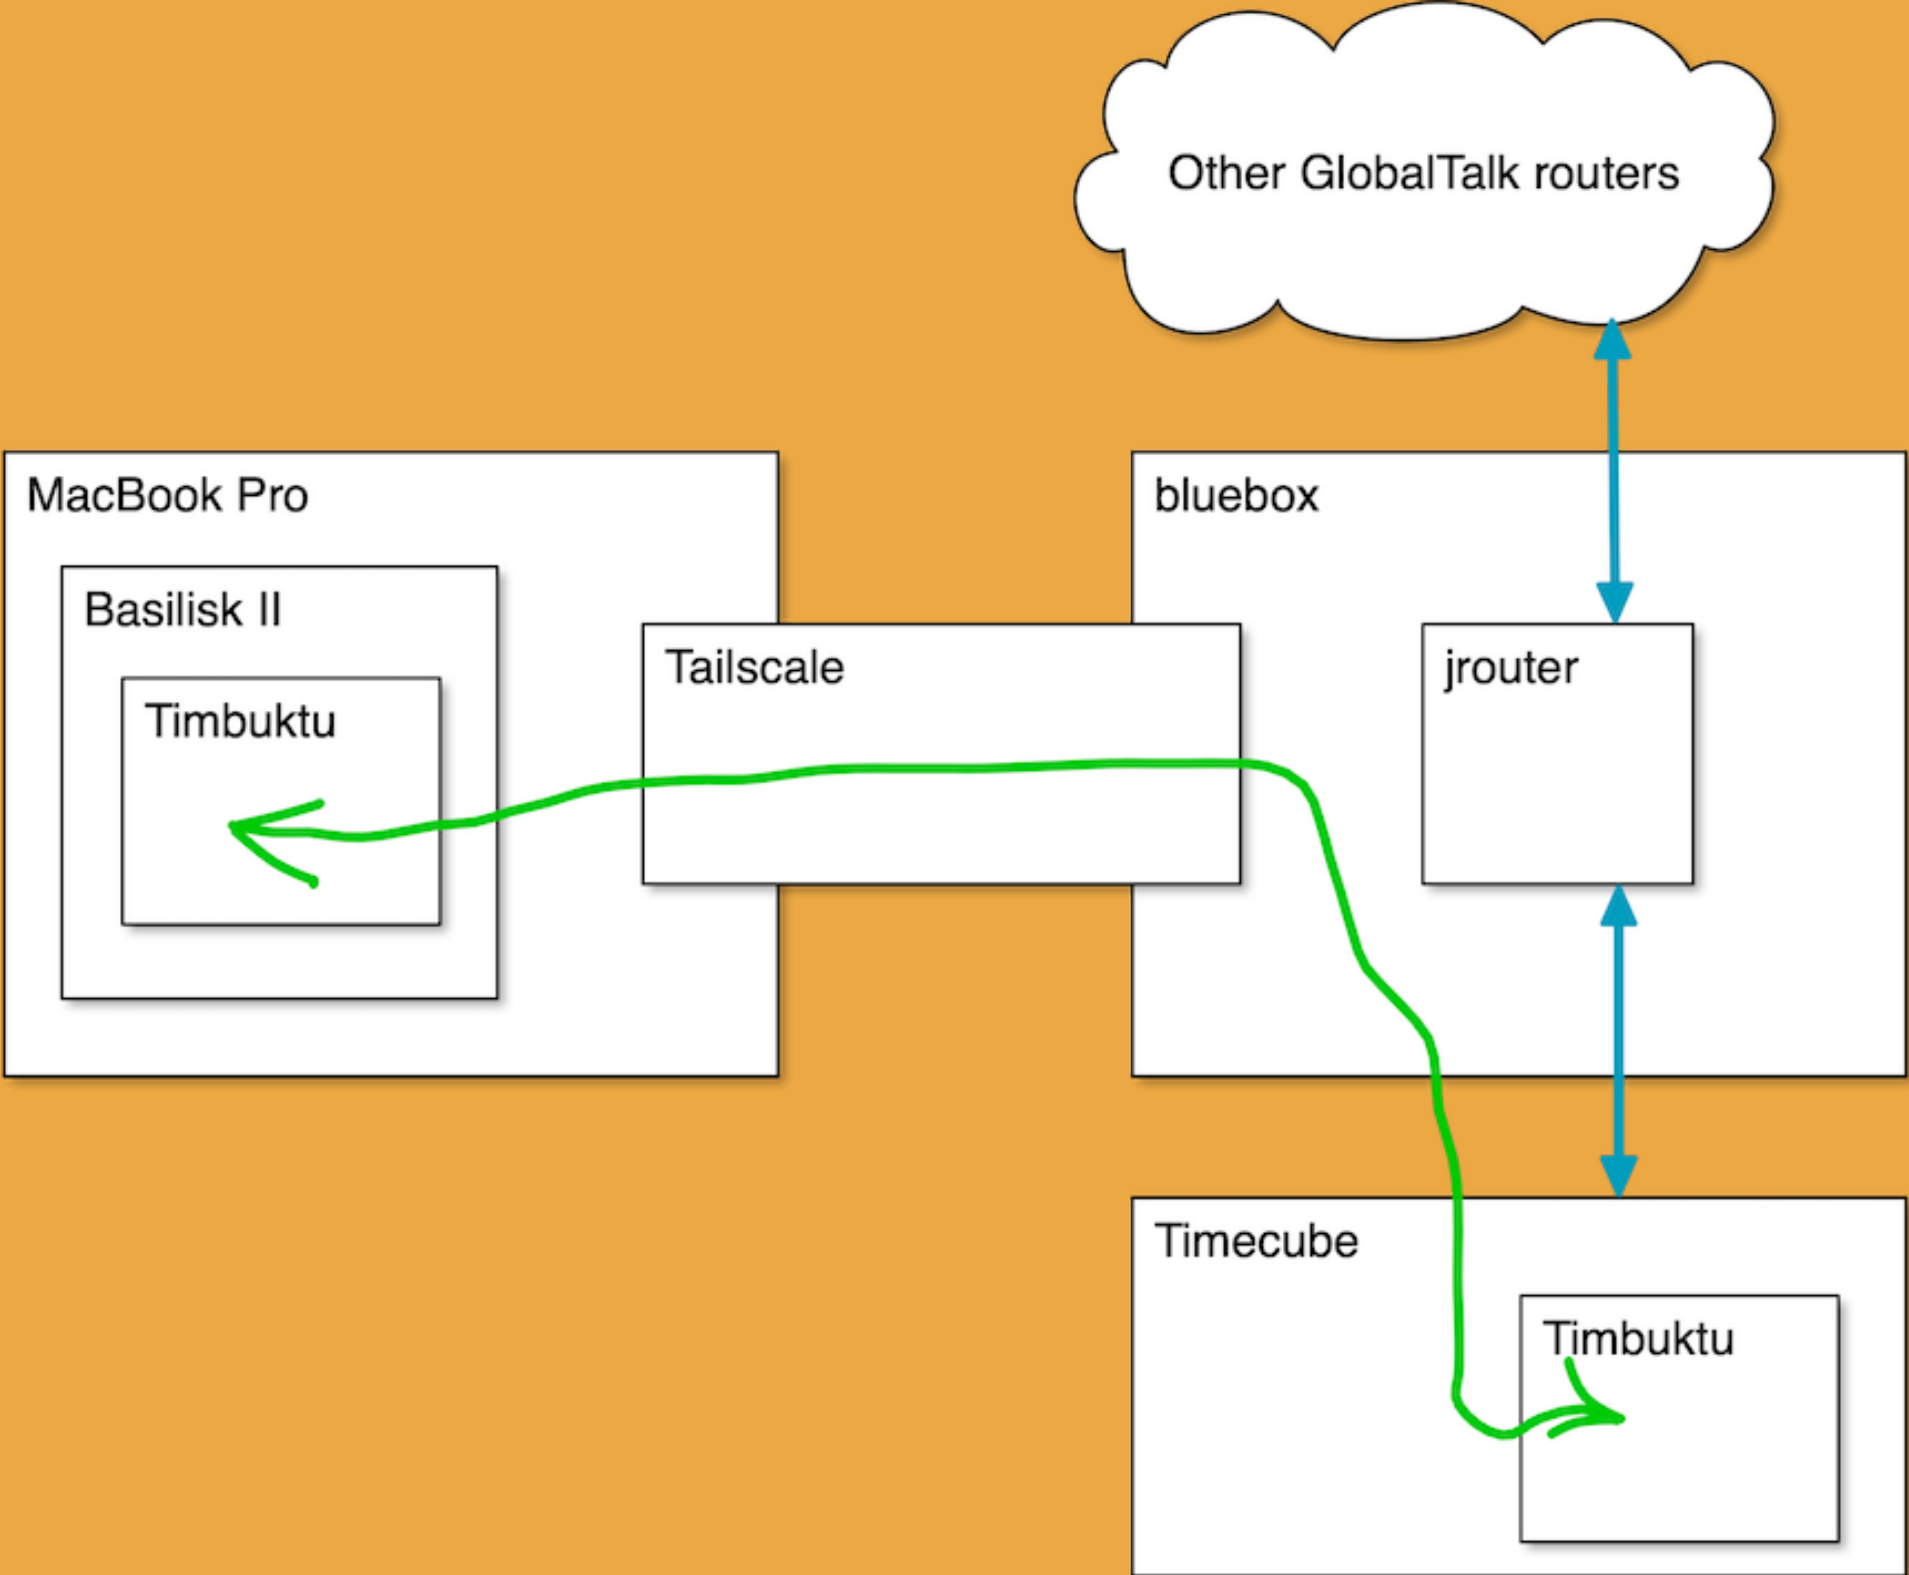 Other GlobalTalk routers
MacBook Pro
bluebox
Basilisk II
Tailscale
jrouter
Timbuktu
Timecube
Timbuktu